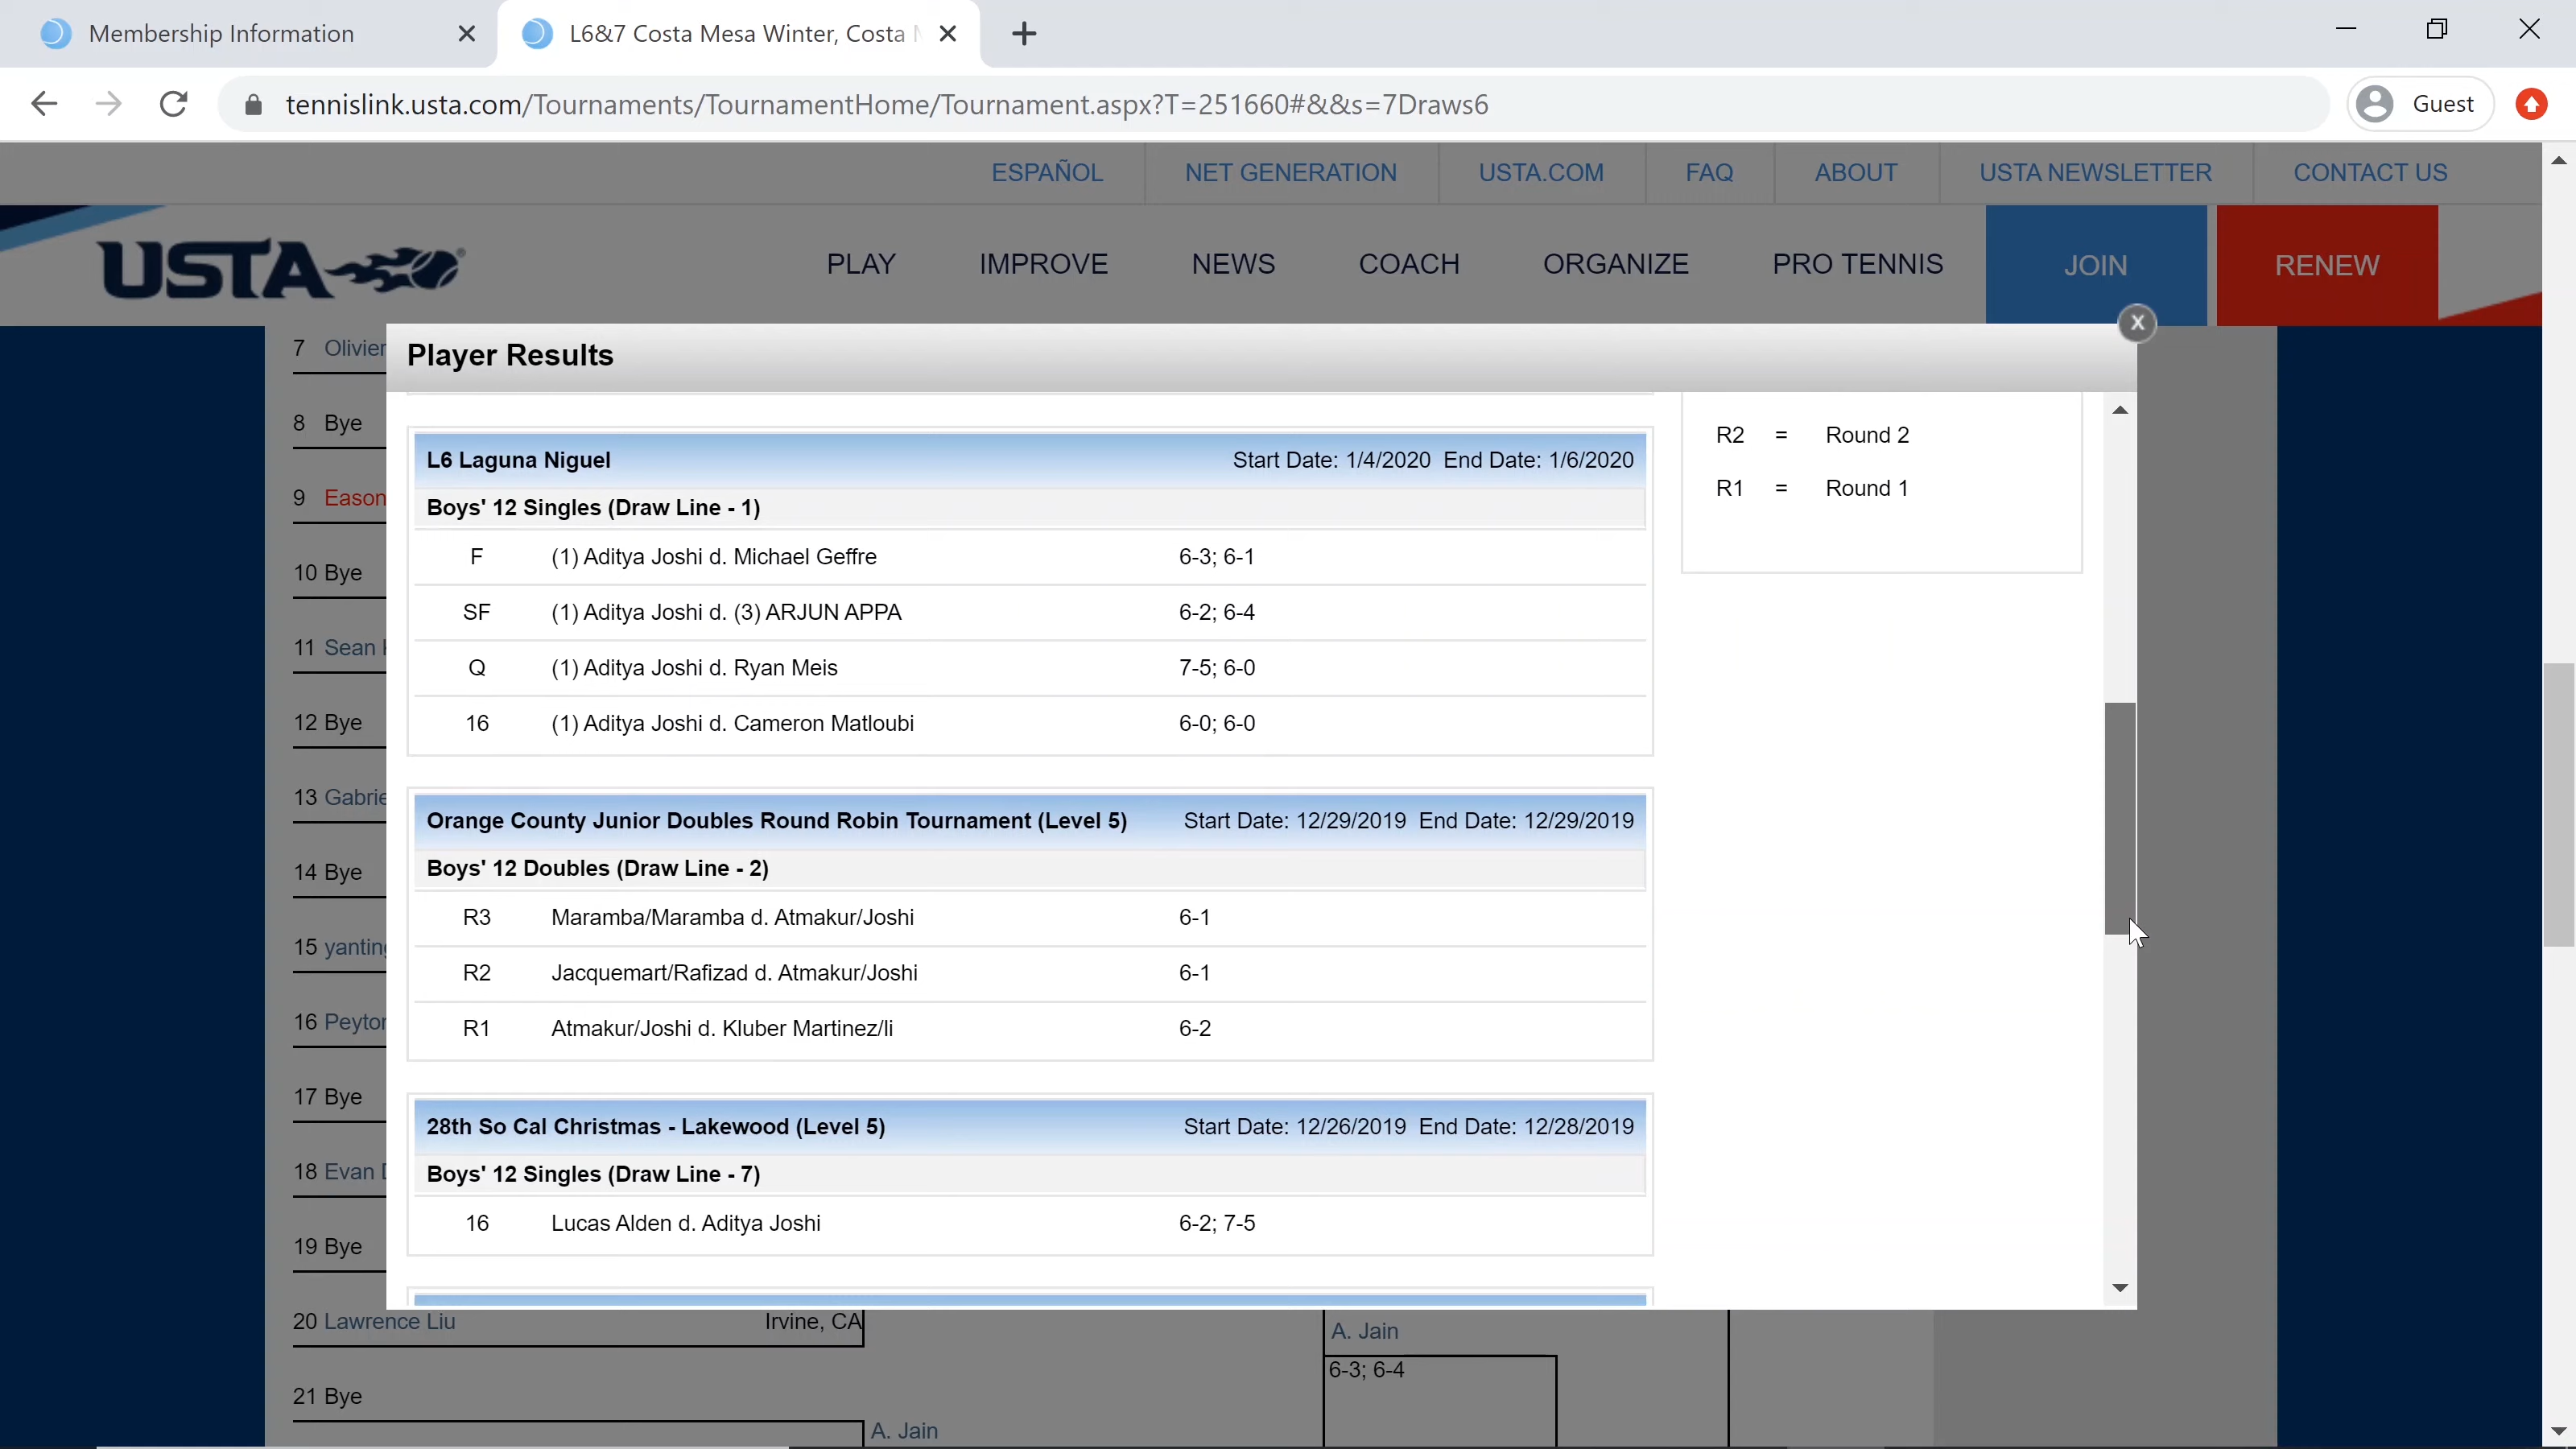 Membership Information
L6&7 Costa Mesa Winter, Costa
tennislink.usta.com/Tournaments/TournamentHome/Tournament.aspx?T=251660#&&s=7Draws6
Guest
ESPAÑOL NET GENERATION USTA.COM FAQ ABOUT USTA NEWSLETTER CONTACT US
USTA PLAY IMPROVE NEWS COACH ORGANIZE PRO TENNIS JOIN RENEW
Player Results
X
7 Olivier
8 Bye
9 Eason
10 Bye
11 Sean
12 Bye
13 Gabrie
14 Bye
15 yanting
16 Peyton
17 Bye
18 Evan
19 Bye
R2 = Round 2
R1 = Round 1
L6 Laguna Niguel Start Date: 1/4/2020 End Date: 1/6/2020
Boys' 12 Singles (Draw Line - 1)
F (1) Aditya Joshi d. Michael Geffre 6-3; 6-1
SF (1) Aditya Joshi d. (3) ARJUN APPA 6-2; 6-4
Q (1) Aditya Joshi d. Ryan Meis 7-5; 6-0
16 (1) Aditya Joshi d. Cameron Matloubi 6-0; 6-0
Orange County Junior Doubles Round Robin Tournament (Level 5) Start Date: 12/29/2019 End Date: 12/29/2019
Boys' 12 Doubles (Draw Line - 2)
R3 Maramba/Maramba d. Atmakur/Joshi 6-1
R2 Jacquemart/Rafizad d. Atmakur/Joshi 6-1
R1 Atmakur/Joshi d. Kluber Martinez/li 6-2
28th So Cal Christmas - Lakewood (Level 5) Start Date: 12/26/2019 End Date: 12/28/2019
Boys' 12 Singles (Draw Line - 7)
16 Lucas Alden d. Aditya Joshi 6-2; 7-5
20 Lawrence Liu Irvine, CA
A. Jain
6-3; 6-4
21 Bye
A. Jain